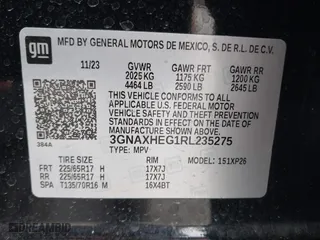 gm
MFD BY GENERAL MOTORS DE MEXICO, S. DE R.L. DE C.V.
11/23 GVWR GAWR FRT GAWR RR
2025 KG 1175 KG 1200 KG
4464 LB 2590 LB 2645 LB
THIS VEHICLE CONFORMS TO ALL APPLICABLE
U.S. FEDERAL MOTOR VEHICLE SAFETY, BUMPER, AND
THEFT PREVENTION STANDARDS IN EFFECT ON THE
DATE OF MANUFACTURE SHOWN ABOVE.
384A
3GNAXHEG1RL235275
TYPE: MPV
TIRE SIZE RIM MODEL: 151XP26
FRT 225/65R17 H 17X7J
RR 225/65R17 H 17X7J
SPA T135/70R16 M 16X4BT